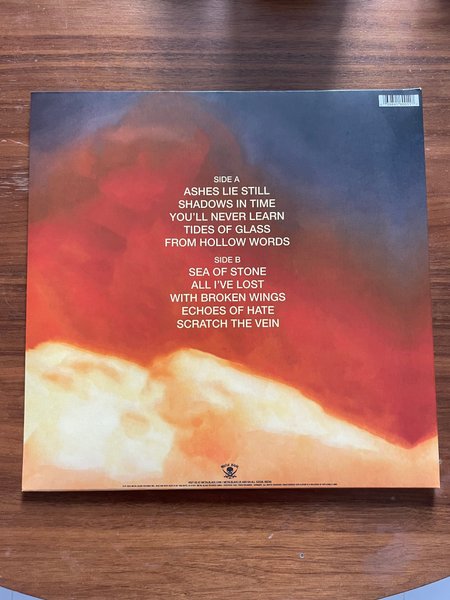 SIDE A
ASHES LIE STILL
SHADOWS IN TIME
YOU'LL NEVER LEARN
TIDES OF GLASS
FROM HOLLOW WORDS
SIDE B
SEA OF STONE
ALL I'VE LOST
WITH BROKEN WINGS
ECHOES OF HATE
SCRATCH THE VEIN